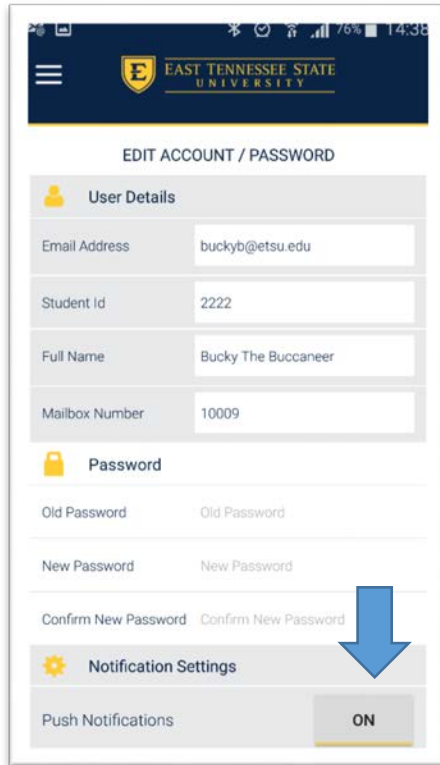 76% 14:38
E EAST TENNESSEE STATE
UNIVERSITY
EDIT ACCOUNT / PASSWORD
User Details
Email Address buckyb@etsu.edu
Student Id 2222
Full Name Bucky The Buccaneer
Mailbox Number 10009
Password
Old Password Old Password
New Password New Password
Confirm New Password Confirm New Password
Notification Settings
Push Notifications ON